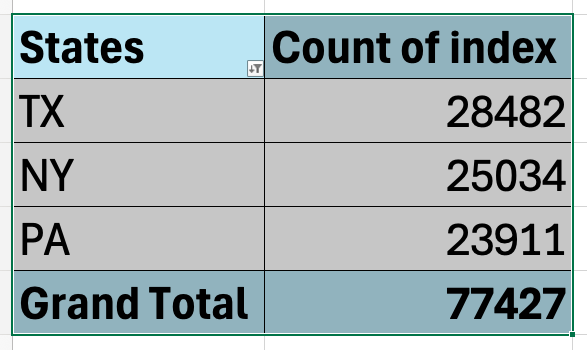 States Count of index
TX 28482
NY 25034
PA 23911
Grand Total 77427